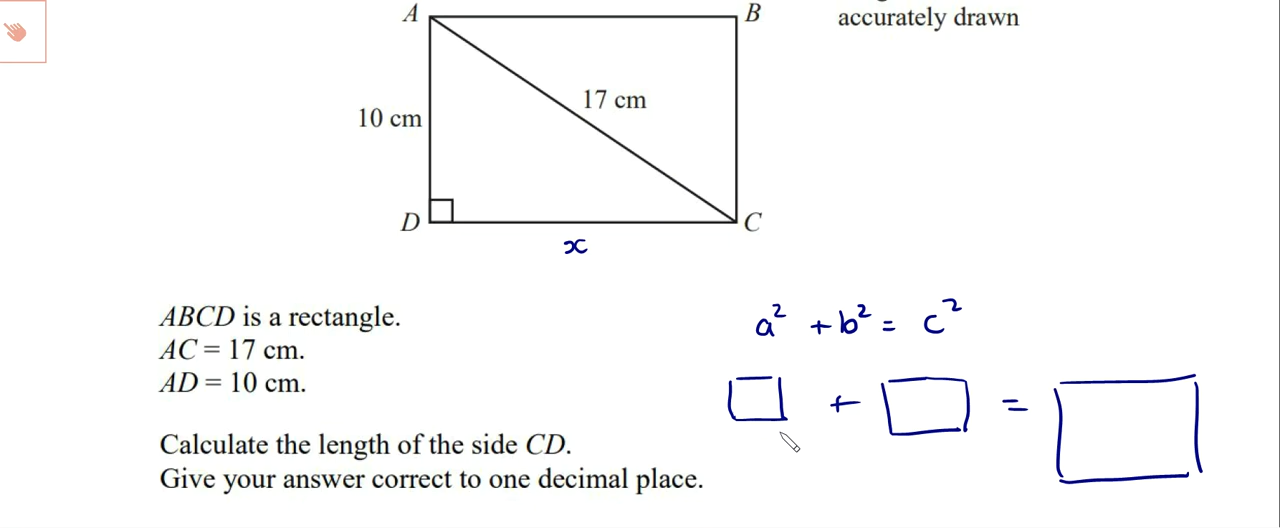 A
B
accurately drawn
17 cm
10 cm
D
C
x
ABCD is a rectangle.
AC = 17 cm.
AD = 10 cm.
a² + b² = c²
+ =
Calculate the length of the side CD.
Give your answer correct to one decimal place.